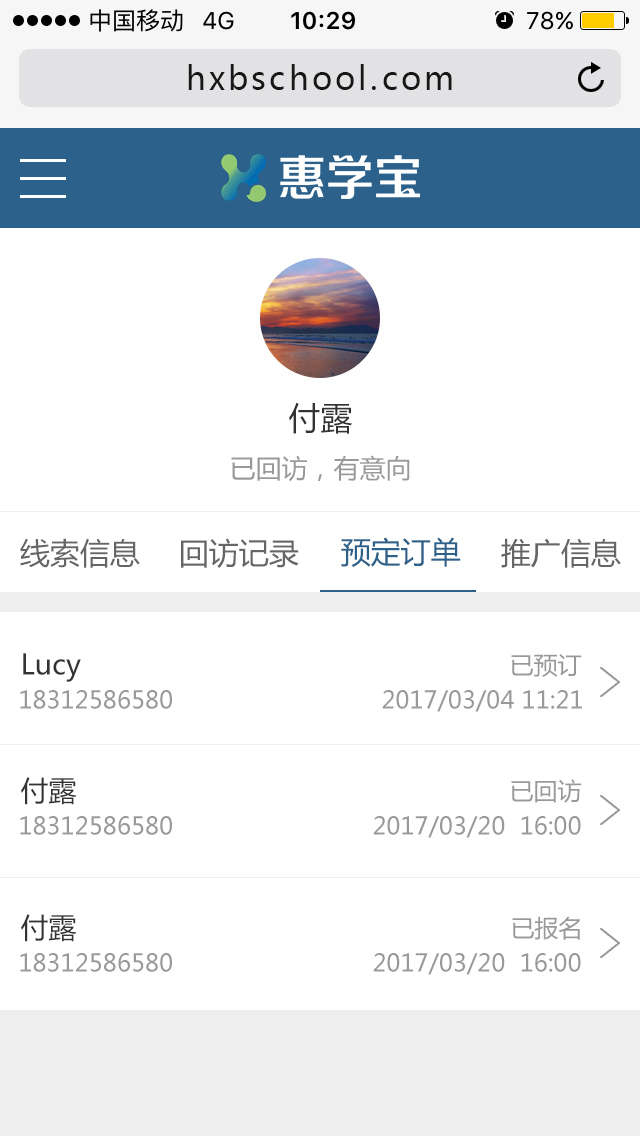 中国移动 4G 10:29 78%
hxbschool.com
惠学宝
付露
已回访，有意向
线索信息 回访记录 预定订单 推广信息
Lucy 已预订
18312586580 2017/03/04 11:21
付露 已回访
18312586580 2017/03/20 16:00
付露 已报名
18312586580 2017/03/20 16:00